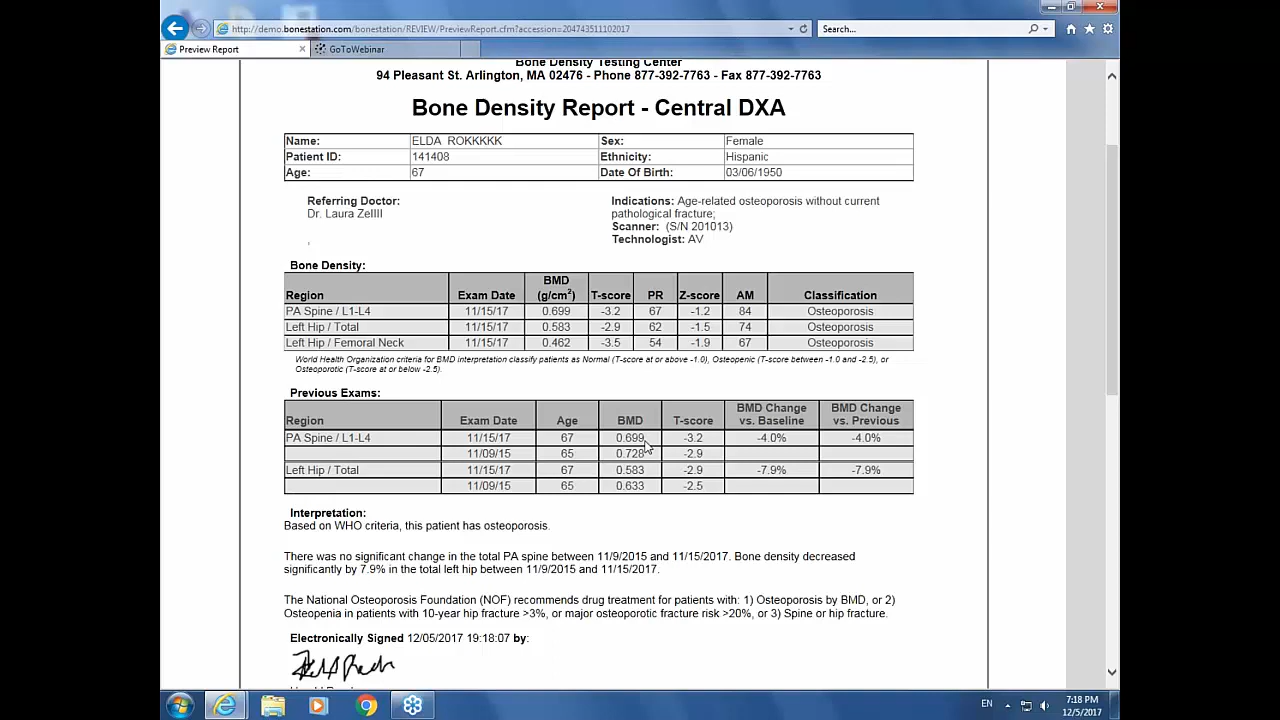 http://demo.bonestation.com/bonestation/REVIEW/PreviewReport.cfm?accession=204743511102017
Search...
Preview Report
GoToWebinar
Bone Density Testing Center
94 Pleasant St. Arlington, MA 02476 - Phone 877-392-7763 - Fax 877-392-7763
Bone Density Report - Central DXA
Name: ELDA ROKKKKK Sex: Female
Patient ID: 141408 Ethnicity: Hispanic
Age: 67 Date Of Birth: 03/06/1950
Referring Doctor:
Dr. Laura ZellIl
,
Indications: Age-related osteoporosis without current
pathological fracture;
Scanner: (S/N 201013)
Technologist: AV
Bone Density:
Region Exam Date BMD (g/cm²) T-score PR Z-score AM Classification
PA Spine / L1-L4 11/15/17 0.699 -3.2 67 -1.2 84 Osteoporosis
Left Hip / Total 11/15/17 0.583 -2.9 62 -1.5 74 Osteoporosis
Left Hip / Femoral Neck 11/15/17 0.462 -3.5 54 -1.9 67 Osteoporosis
World Health Organization criteria for BMD interpretation classify patients as Normal (T-score at or above -1.0), Osteopenic (T-score between -1.0 and -2.5), or
Osteoporotic (T-score at or below -2.5).
Previous Exams:
Region Exam Date Age BMD T-score BMD Change vs. Baseline BMD Change vs. Previous
PA Spine / L1-L4 11/15/17 67 0.699 -3.2 -4.0% -4.0%
11/09/15 65 0.728 -2.9
Left Hip / Total 11/15/17 67 0.583 -2.9 -7.9% -7.9%
11/09/15 65 0.633 -2.5
Interpretation:
Based on WHO criteria, this patient has osteoporosis.
There was no significant change in the total PA spine between 11/9/2015 and 11/15/2017. Bone density decreased
significantly by 7.9% in the total left hip between 11/9/2015 and 11/15/2017.
The National Osteoporosis Foundation (NOF) recommends drug treatment for patients with: 1) Osteoporosis by BMD, or 2)
Osteopenia in patients with 10-year hip fracture >3%, or major osteoporotic fracture risk >20%, or 3) Spine or hip fracture.
Electronically Signed 12/05/2017 19:18:07 by:
EN
7:18 PM
12/5/2017